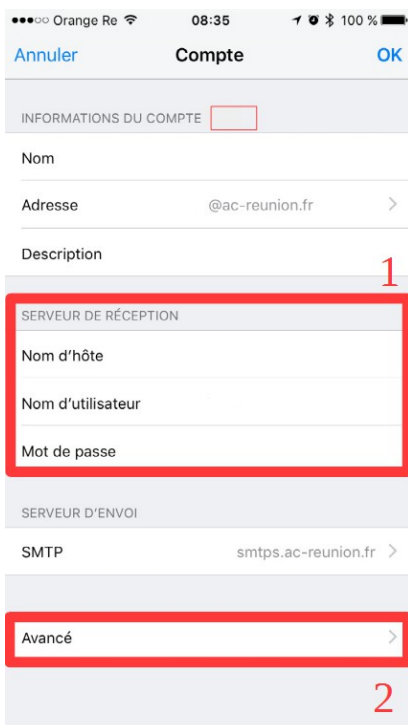 Orange Re 08:35 100 %
Annuler Compte OK
INFORMATIONS DU COMPTE
Nom
Adresse @ac-reunion.fr
Description
1
SERVEUR DE RÉCEPTION
Nom d'hôte
Nom d'utilisateur
Mot de passe
SERVEUR D'ENVOI
SMTP smtps.ac-reunion.fr
Avancé
2